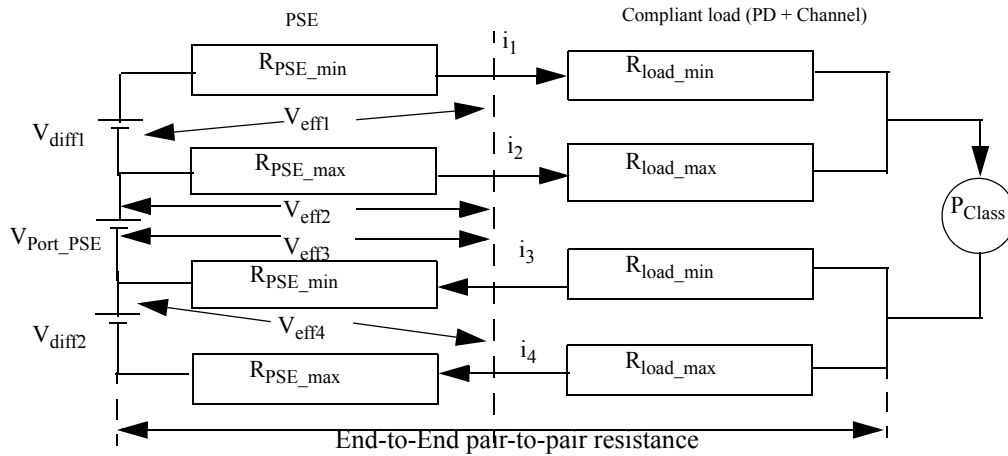 PSE
Compliant load (PD + Channel)
i1
RPSE_min
Rload_min
Veff1
Vdiff1
i2
RPSE_max
Rload_max
PClass
Veff2
VPort_PSE
Veff3
i3
RPSE_min
Rload_min
Veff4
Vdiff2
i4
RPSE_max
Rload_max
End-to-End pair-to-pair resistance